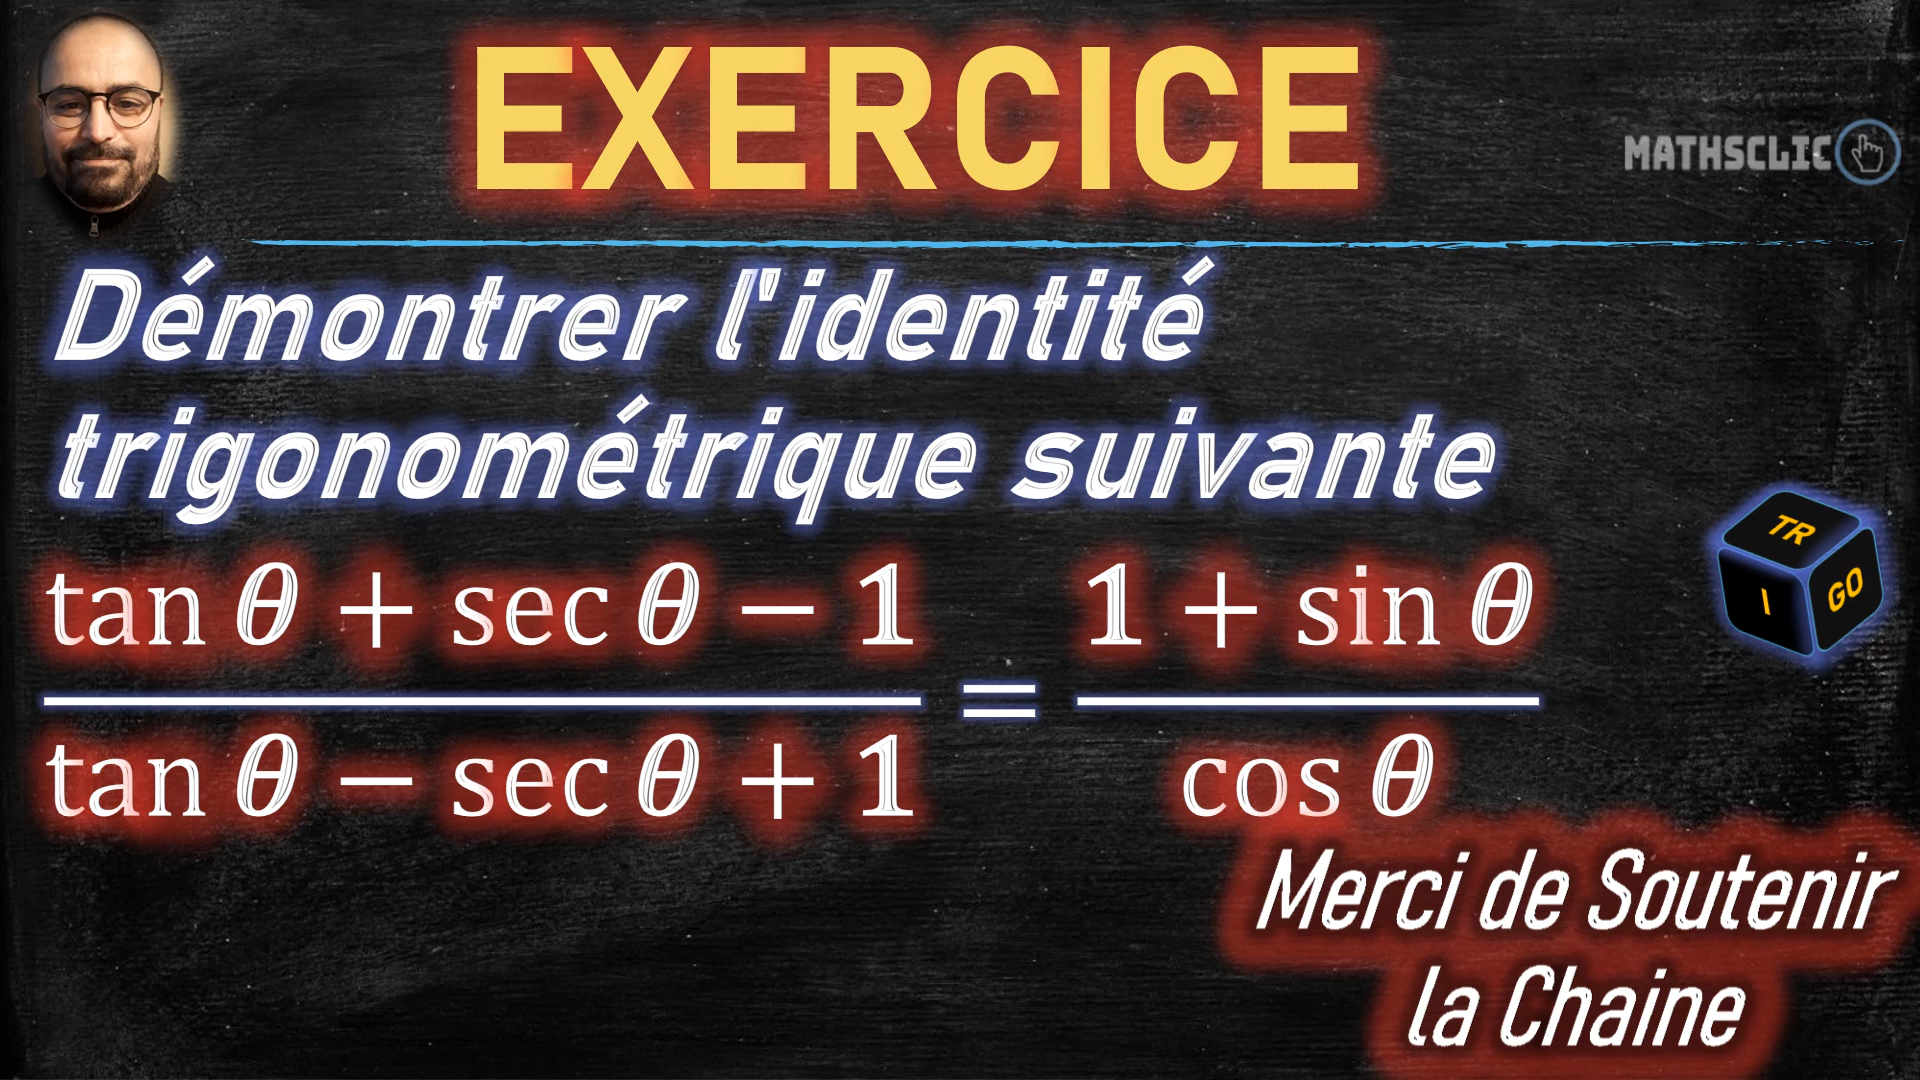 EXERCICE
MATHSCLIC
Démontrer l'identité
trigonométrique suivante
tan θ + sec θ − 1
tan θ − sec θ + 1
=
1 + sin θ
cos θ
TR
I
GO
Merci de Soutenir
la Chaine